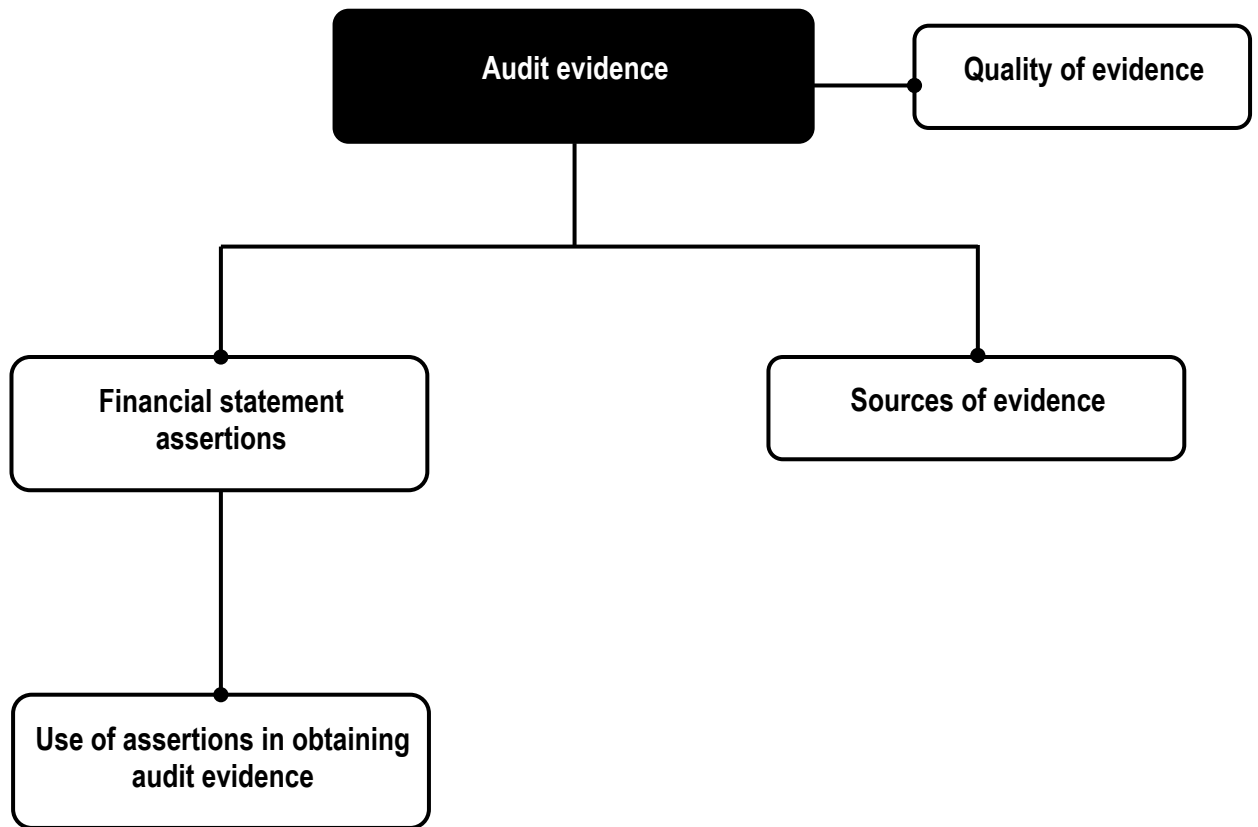 Audit evidence
Quality of evidence
Financial statement
assertions
Sources of evidence
Use of assertions in obtaining
audit evidence